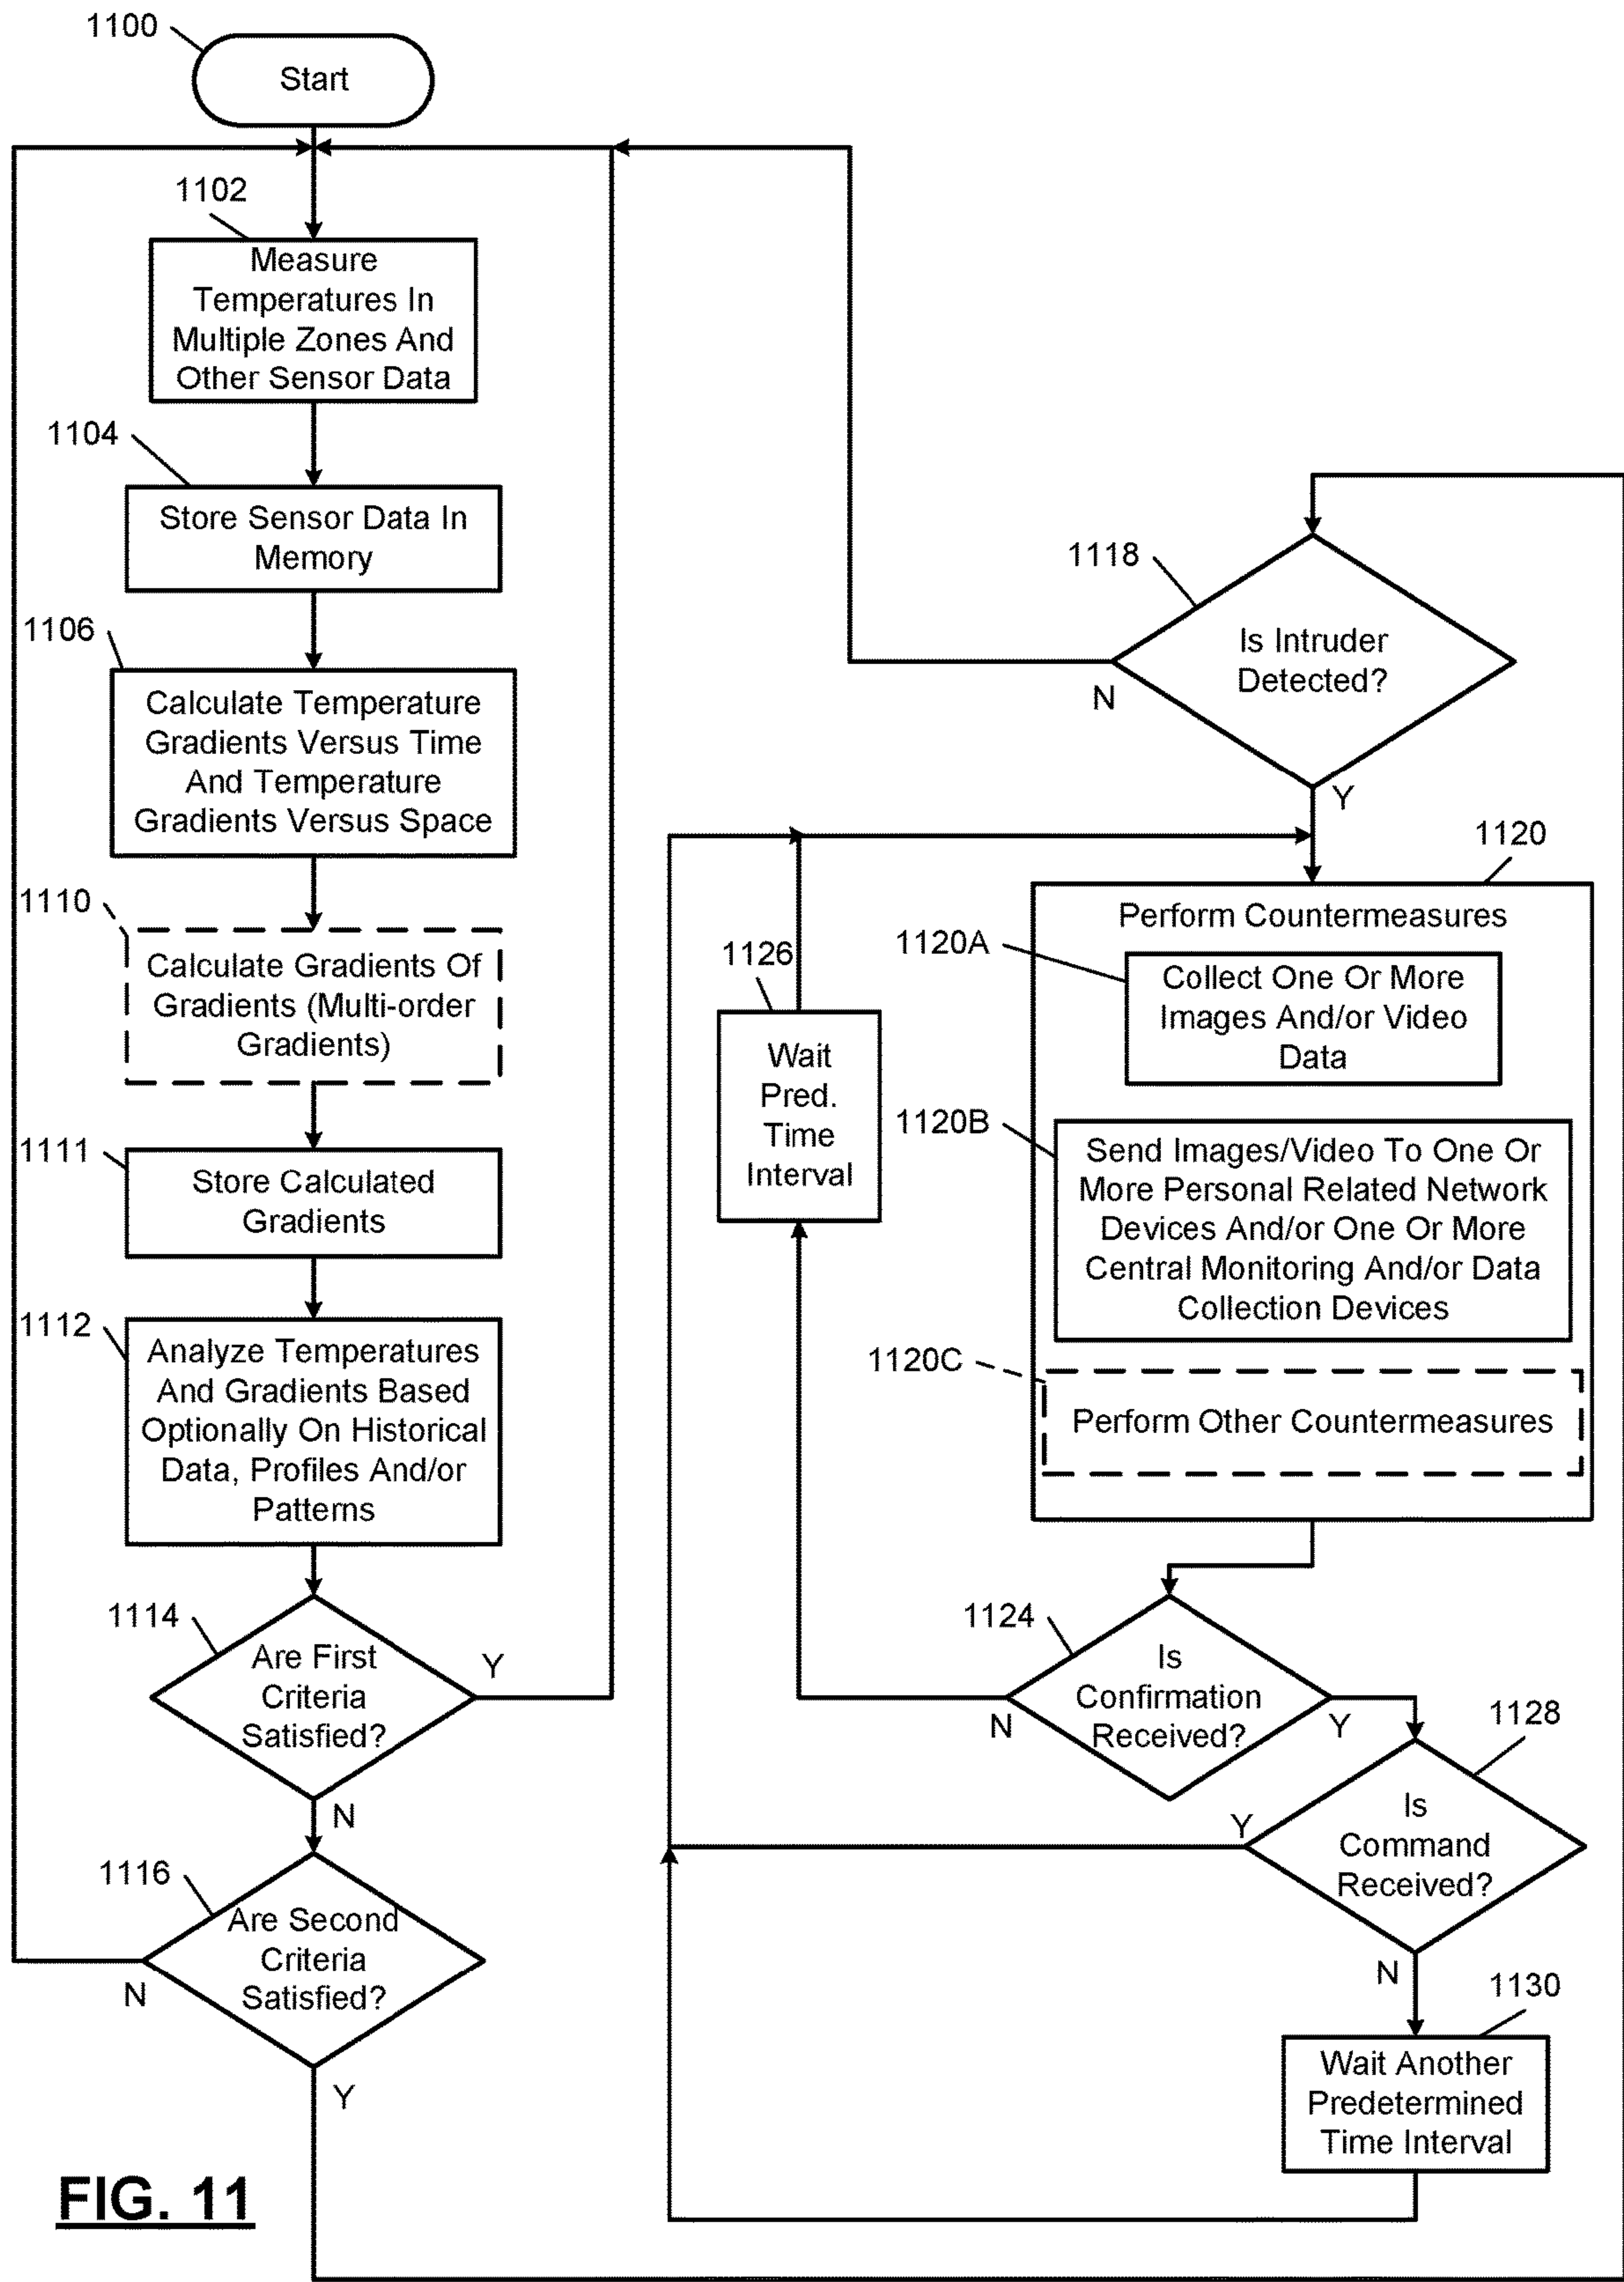 1100
Start
1102
Measure
Temperatures In
Multiple Zones And
Other Sensor Data
1104
Store Sensor Data In
Memory
1106
Calculate Temperature
Gradients Versus Time
And Temperature
Gradients Versus Space
1110
Calculate Gradients Of
Gradients (Multi-order
Gradients)
1111
Store Calculated
Gradients
1112
Analyze Temperatures
And Gradients Based
Optionally On Historical
Data, Profiles And/or
Patterns
1114
Are First
Criteria
Satisfied?
Y
N
1116
Are Second
Criteria
Satisfied?
N
Y
1118
Is Intruder
Detected?
N
Y
1120
Perform Countermeasures
1120A
Collect One Or More
Images And/or Video
Data
1120B
Send Images/Video To One Or
More Personal Related Network
Devices And/or One Or More
Central Monitoring And/or Data
Collection Devices
1120C
Perform Other Countermeasures
1126
Wait
Pred.
Time
Interval
1124
Is
Confirmation
Received?
N
Y
1128
Is
Command
Received?
Y
N
1130
Wait Another
Predetermined
Time Interval
FIG. 11